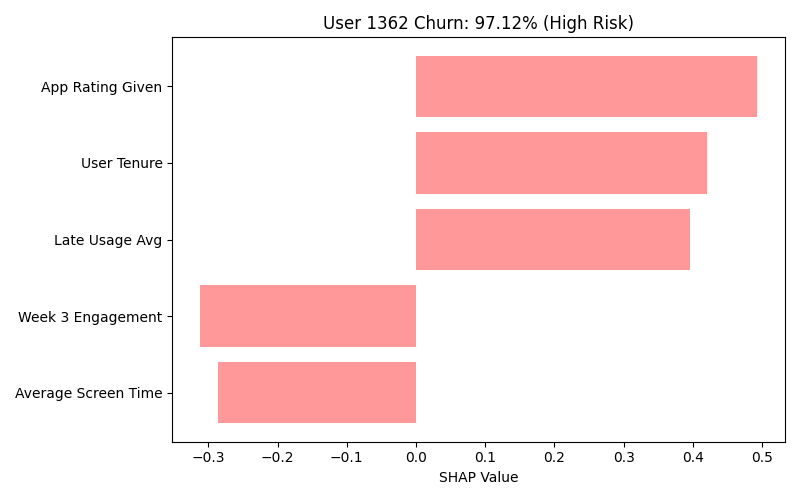 User 1362 Churn: 97.12% (High Risk)
App Rating Given
User Tenure
Late Usage Avg
Week 3 Engagement
Average Screen Time
−0.3 −0.2 −0.1 0.0 0.1 0.2 0.3 0.4 0.5
SHAP Value